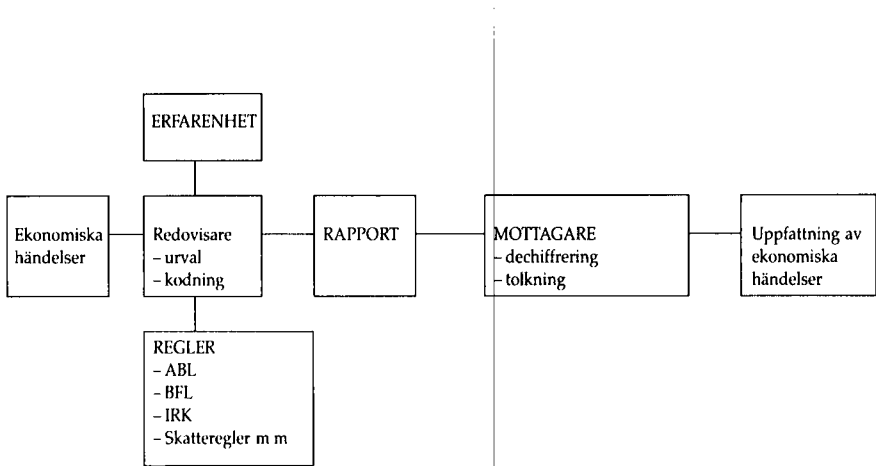 ERFARENHET
Ekonomiska
händelser
Redovisare
– urval
– kodning
RAPPORT
MOTTAGARE
– dechiffrering
– tolkning
Uppfattning av
ekonomiska
händelser
REGLER
– ABL
– BFL
– IRK
– Skatteregler m m